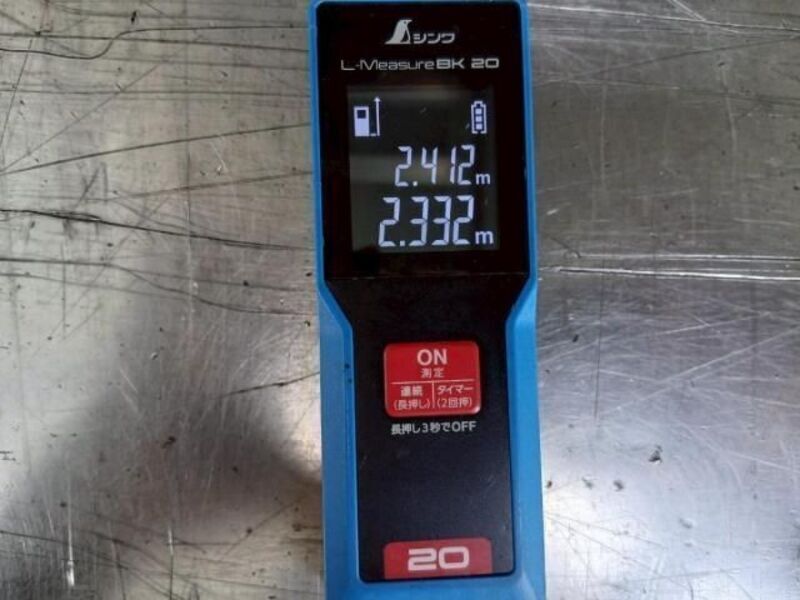 シンワ
L-Measure BK 20
2.412m
2.332m
ON
測定
連続 タイマー
(長押し) (2回押)
長押し3秒でOFF
20